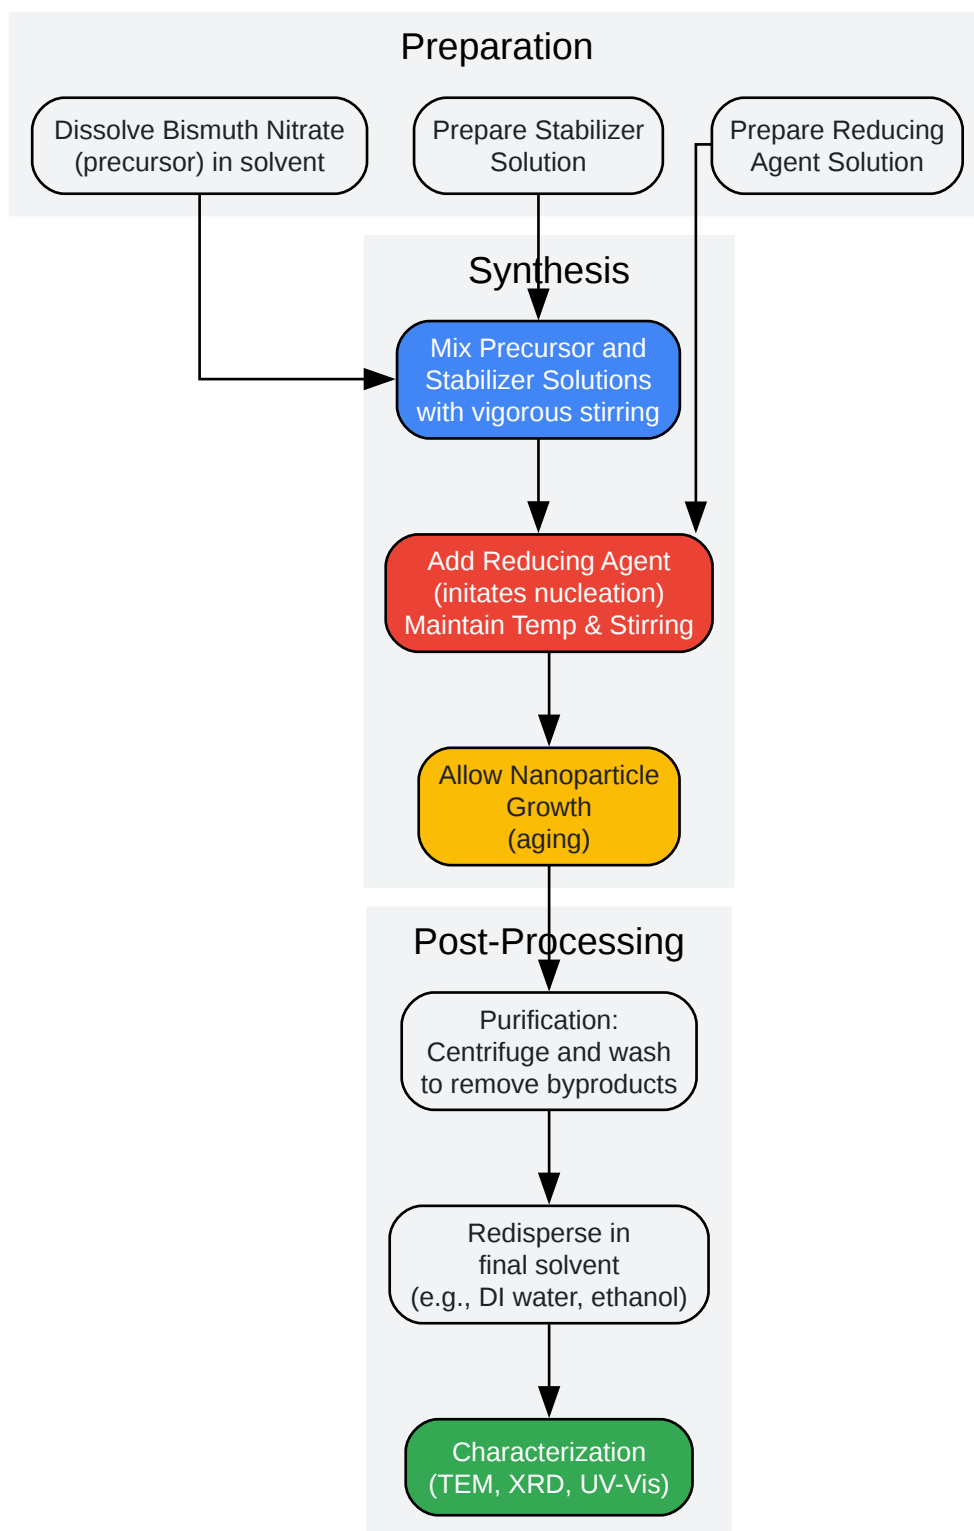 Preparation
Dissolve Bismuth Nitrate
(precursor) in solvent
Prepare Stabilizer
Solution
Prepare Reducing
Agent Solution
Synthesis
Mix Precursor and
Stabilizer Solutions
with vigorous stirring
Add Reducing Agent
(initates nucleation)
Maintain Temp & Stirring
Allow Nanoparticle
Growth
(aging)
Post-Processing
Purification:
Centrifuge and wash
to remove byproducts
Redisperse in
final solvent
(e.g., DI water, ethanol)
Characterization
(TEM, XRD, UV-Vis)